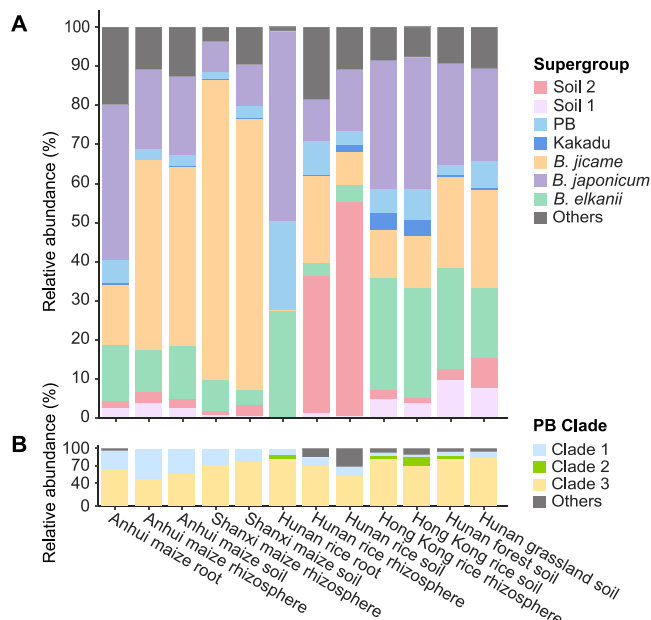 A
Relative abundance (%)
100
90
80
70
60
50
40
30
20
10
0
Supergroup
Soil 2
Soil 1
PB
Kakadu
B. jicame
B. japonicum
B. elkanii
Others
B
Relative abundance (%)
100
70
40
0
PB Clade
Clade 1
Clade 2
Clade 3
Others
Anhui maize root
Anhui maize rhizosphere
Anhui maize soil
Shanxi maize rhizosphere
Shanxi maize soil
Hunan rice root
Hunan rice rhizosphere
Hunan rice soil
Hong Kong rice rhizosphere
Hong Kong rice soil
Hunan forest soil
Hunan grassland soil